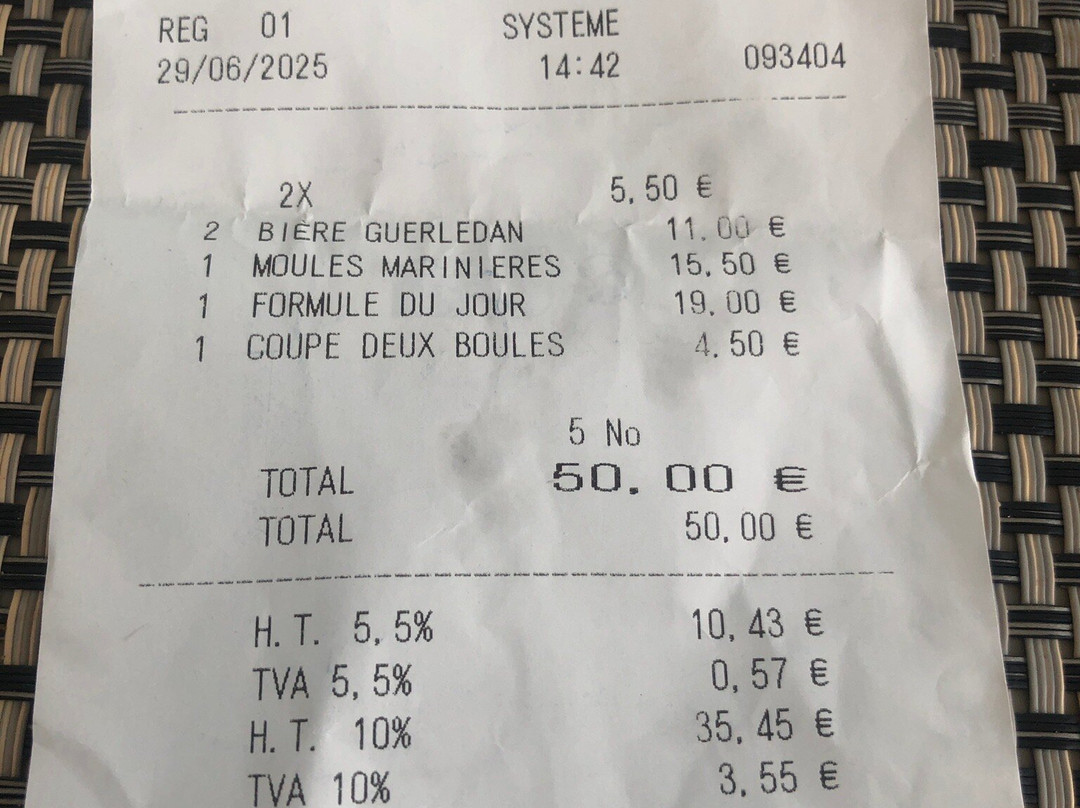 REG 01 SYSTEME
29/06/2025 14:42 093404
2X 5,50 €
2 BIÈRE GUERLEDAN 11.00 €
1 MOULES MARINIERES 15,50 €
1 FORMULE DU JOUR 19,00 €
1 COUPE DEUX BOULES 4,50 €
5 No
TOTAL 50.00 €
TOTAL 50,00 €
H.T. 5,5% 10,43 €
TVA 5,5% 0,57 €
H.T. 10% 35,45 €
TVA 10% 3,55 €